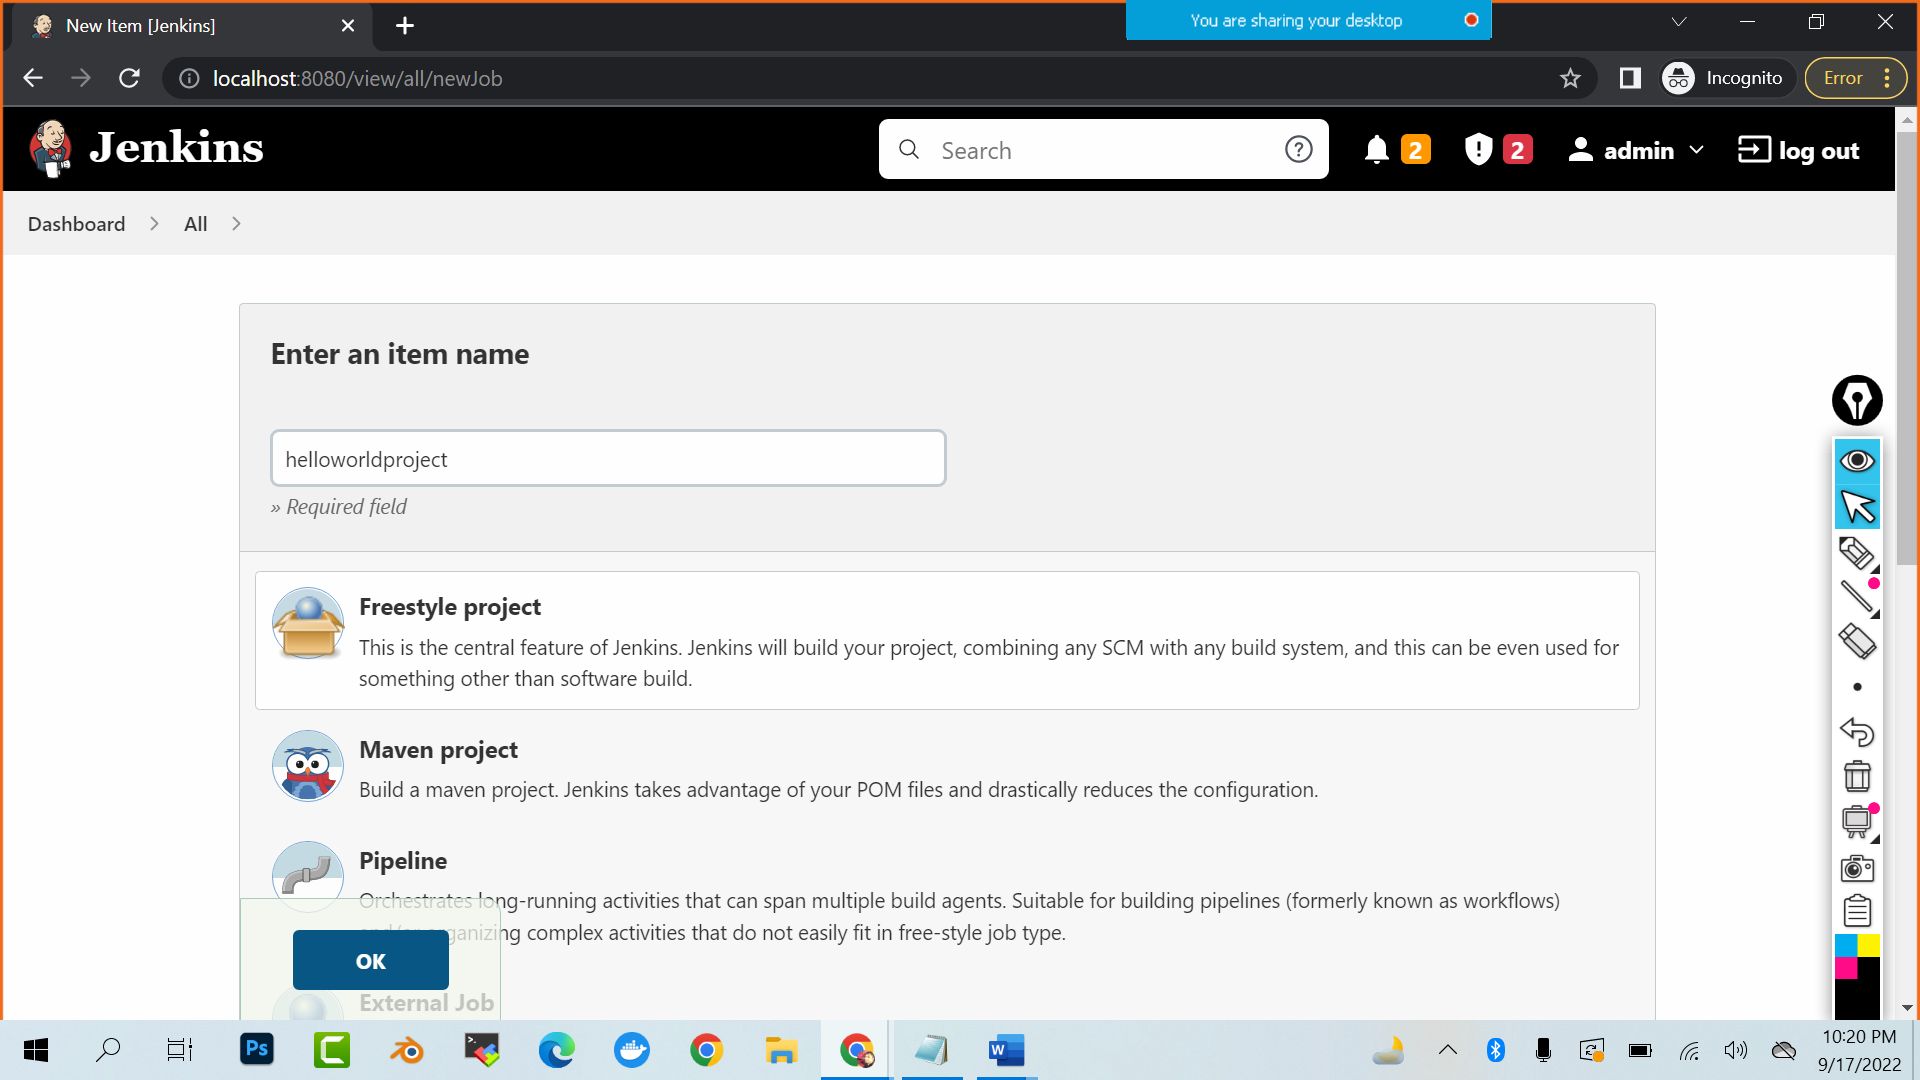 New Item [Jenkins]
You are sharing your desktop
localhost:8080/view/all/newJob
Incognito
Error
Jenkins
Search
2
2
admin
log out
Dashboard
All
Enter an item name
helloworldproject
» Required field
Freestyle project
This is the central feature of Jenkins. Jenkins will build your project, combining any SCM with any build system, and this can be even used for
something other than software build.
Maven project
Build a maven project. Jenkins takes advantage of your POM files and drastically reduces the configuration.
Pipeline
Orchestrates long-running activities that can span multiple build agents. Suitable for building pipelines (formerly known as workflows)
and/or organizing complex activities that do not easily fit in free-style job type.
OK
External Job
Ps
10:20 PM
9/17/2022